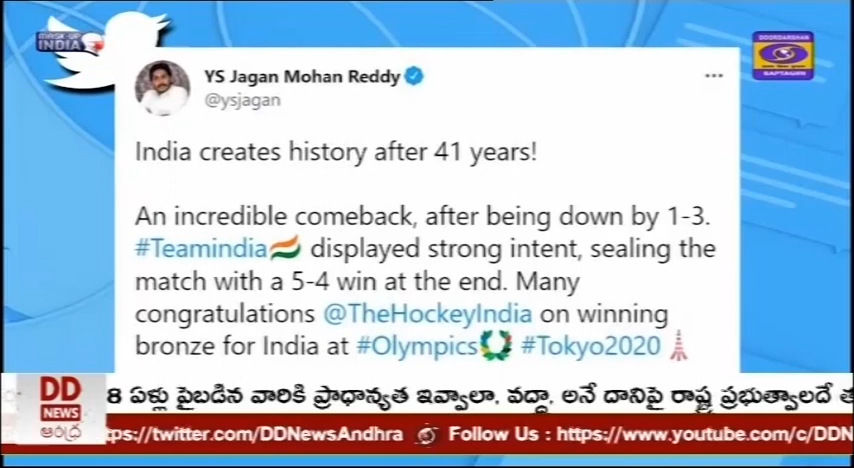 MASK-UP
INDIA
DOORDARSHAN
SAPTAGIRI
YS Jagan Mohan Reddy
@ysjagan
India creates history after 41 years!
An incredible comeback, after being down by 1-3.
#Teamindia displayed strong intent, sealing the
match with a 5-4 win at the end. Many
congratulations @TheHockeyIndia on winning
bronze for India at #Olympics #Tokyo2020
DD
NEWS
ఆంధ్ర
8 ఏళ్లు పైబడిన వారికి ప్రాధాన్యత ఇవ్వాలా, వద్దా, అనే దానిపై రాష్ట్ర ప్రభుత్వాలదే
ps://twitter.com/DDNewsAndhra Follow Us : https://www.youtube.com/c/DDN